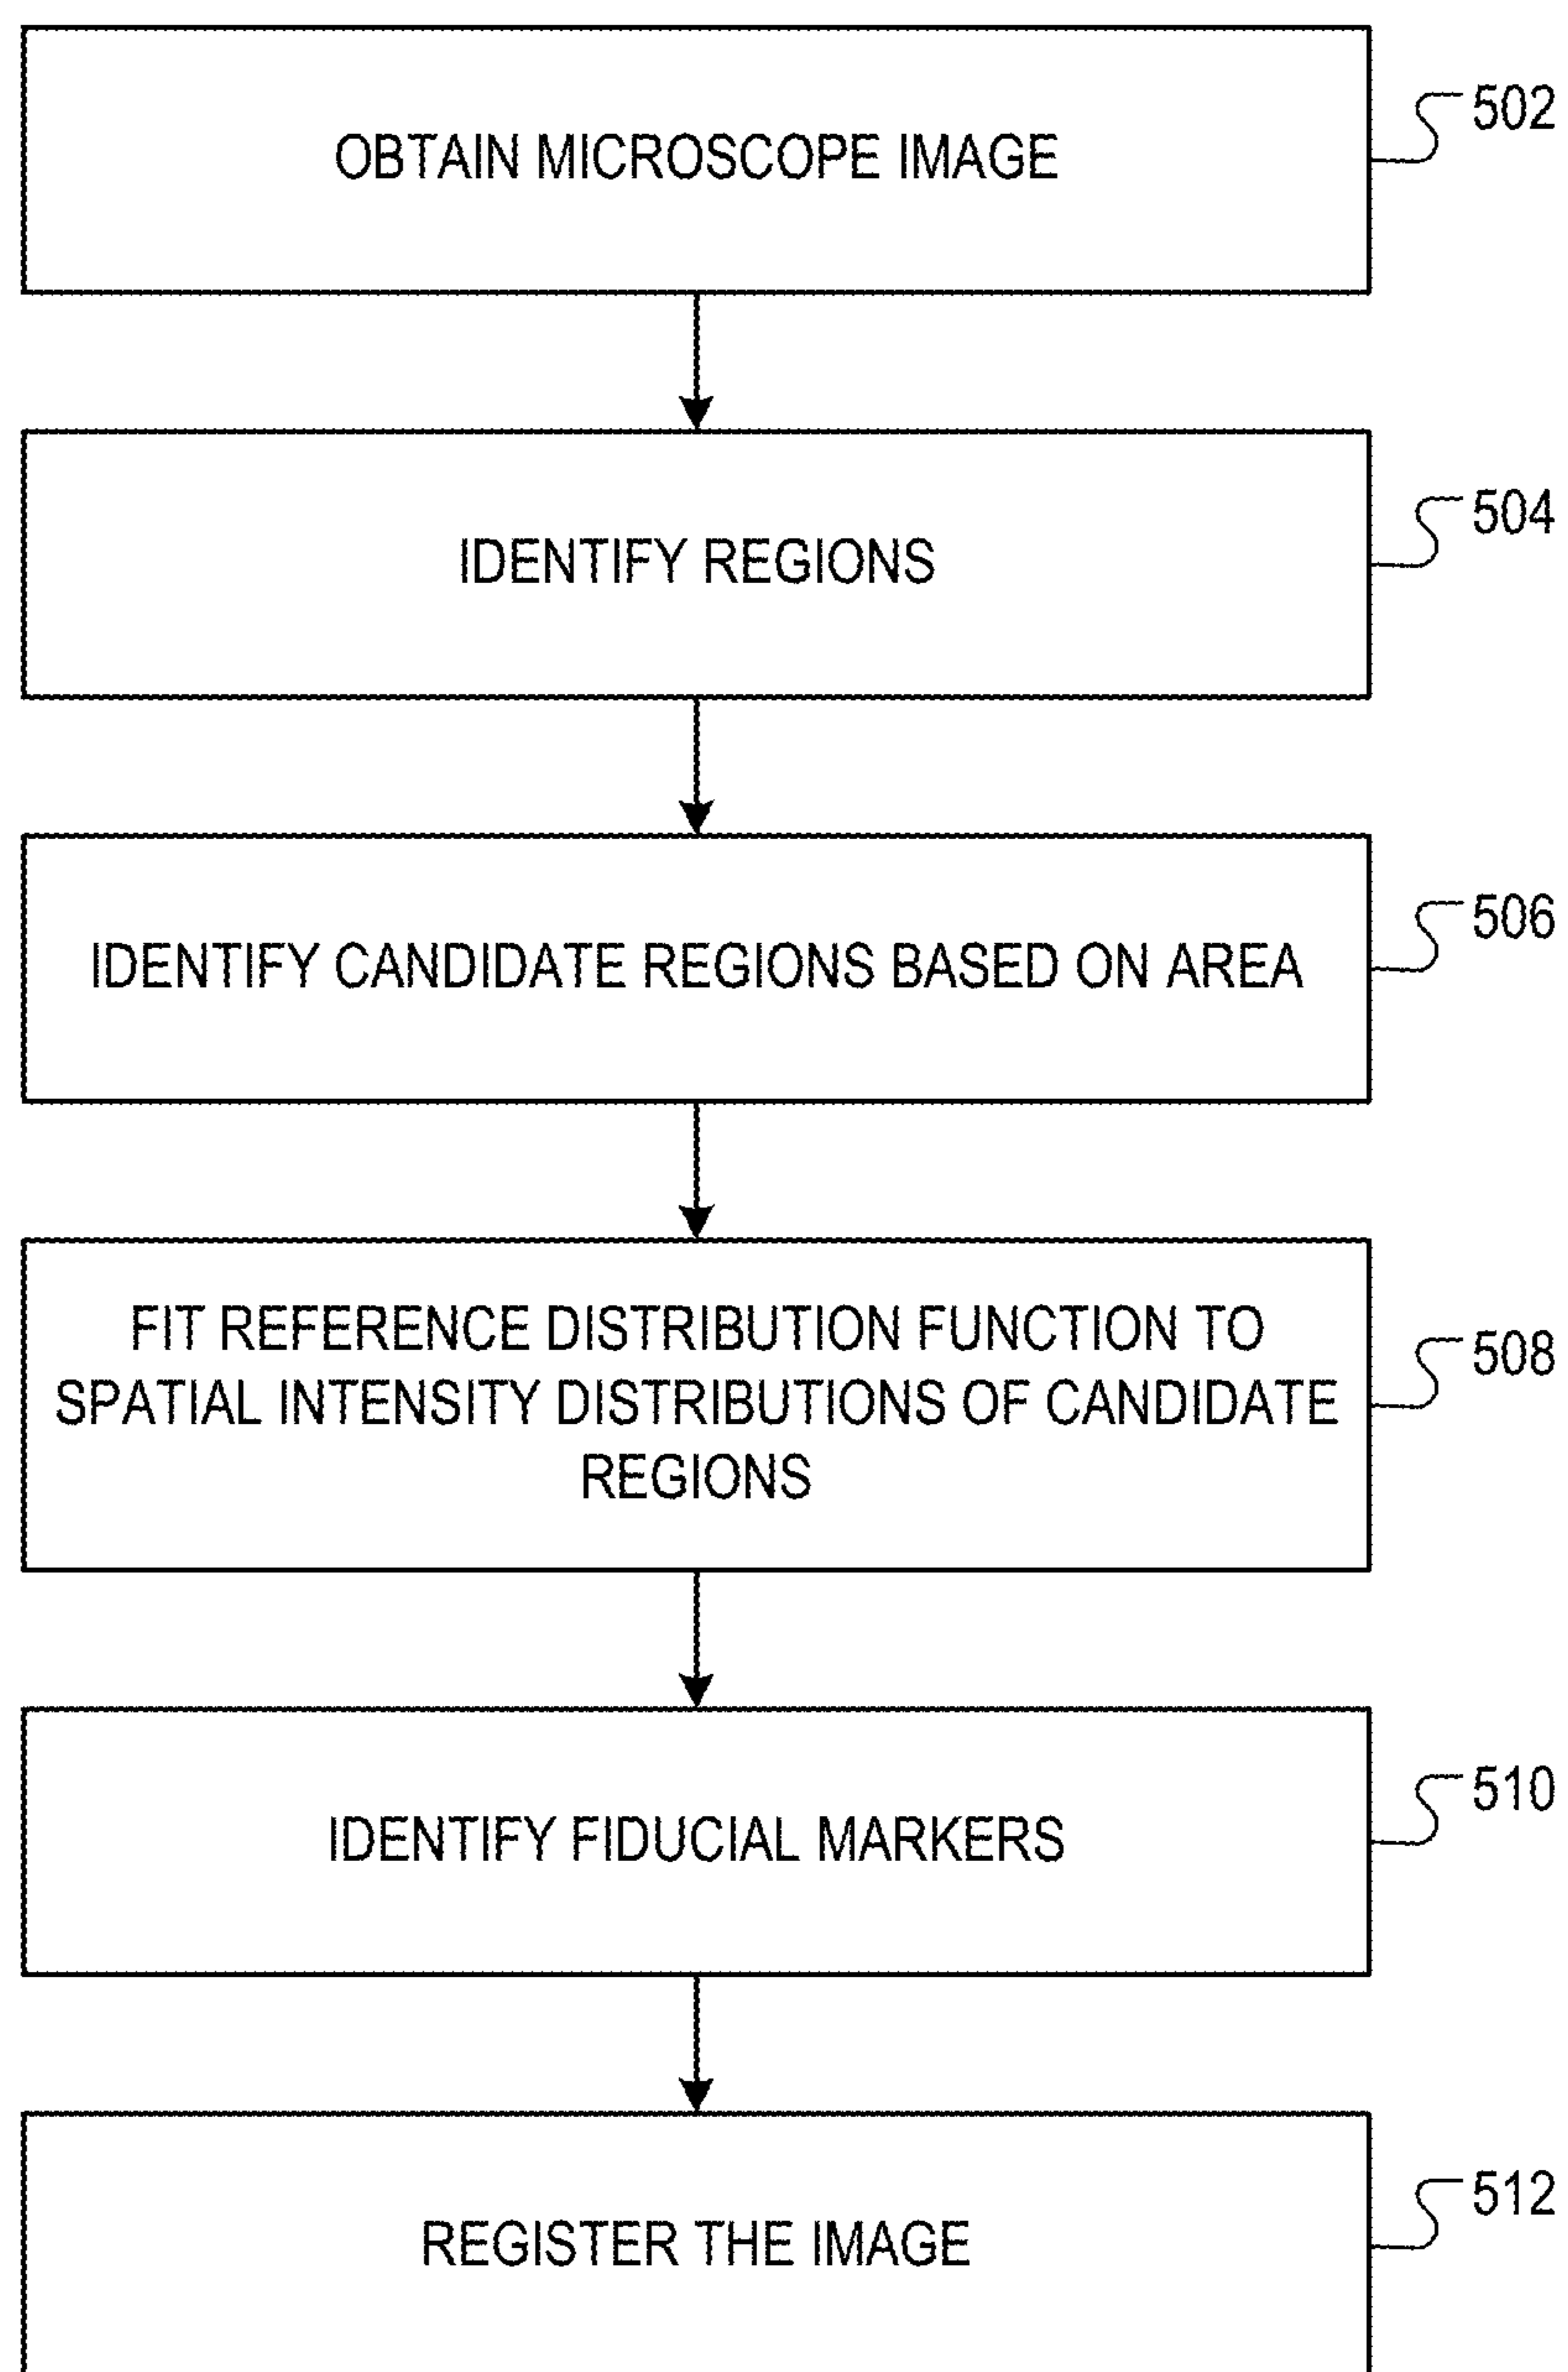 OBTAIN MICROSCOPE IMAGE
502
IDENTIFY REGIONS
504
IDENTIFY CANDIDATE REGIONS BASED ON AREA
506
FIT REFERENCE DISTRIBUTION FUNCTION TO
SPATIAL INTENSITY DISTRIBUTIONS OF CANDIDATE
REGIONS
508
IDENTIFY FIDUCIAL MARKERS
510
REGISTER THE IMAGE
512